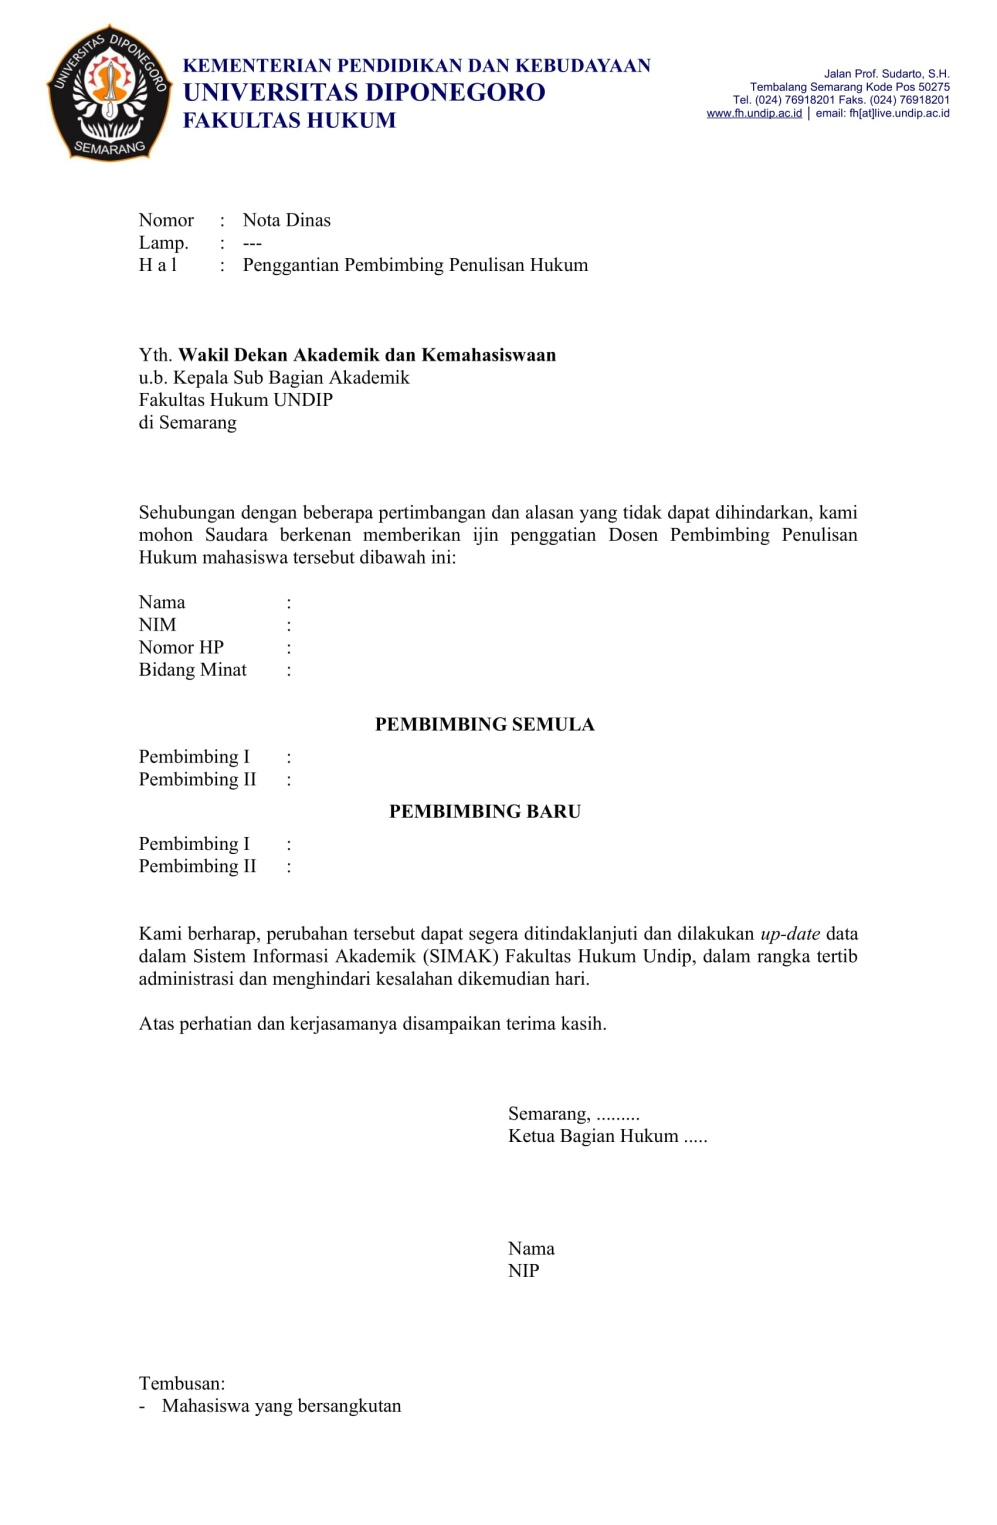 UNIVERSITAS DIPONEGORO
SEMARANG
KEMENTERIAN PENDIDIKAN DAN KEBUDAYAAN
UNIVERSITAS DIPONEGORO
FAKULTAS HUKUM
Jalan Prof. Sudarto, S.H.
Tembalang Semarang Kode Pos 50275
Tel. (024) 76918201 Faks. (024) 76918201
www.fh.undip.ac.id │ email: fh[at]live.undip.ac.id
Nomor : Nota Dinas
Lamp. : ---
H a l : Penggantian Pembimbing Penulisan Hukum
Yth. Wakil Dekan Akademik dan Kemahasiswaan
u.b. Kepala Sub Bagian Akademik
Fakultas Hukum UNDIP
di Semarang
Sehubungan dengan beberapa pertimbangan dan alasan yang tidak dapat dihindarkan, kami
mohon Saudara berkenan memberikan ijin penggatian Dosen Pembimbing Penulisan
Hukum mahasiswa tersebut dibawah ini:
Nama :
NIM :
Nomor HP :
Bidang Minat :
PEMBIMBING SEMULA
Pembimbing I :
Pembimbing II :
PEMBIMBING BARU
Pembimbing I :
Pembimbing II :
Kami berharap, perubahan tersebut dapat segera ditindaklanjuti dan dilakukan up-date data
dalam Sistem Informasi Akademik (SIMAK) Fakultas Hukum Undip, dalam rangka tertib
administrasi dan menghindari kesalahan dikemudian hari.
Atas perhatian dan kerjasamanya disampaikan terima kasih.
Semarang, .........
Ketua Bagian Hukum .....
Nama
NIP
Tembusan:
- Mahasiswa yang bersangkutan